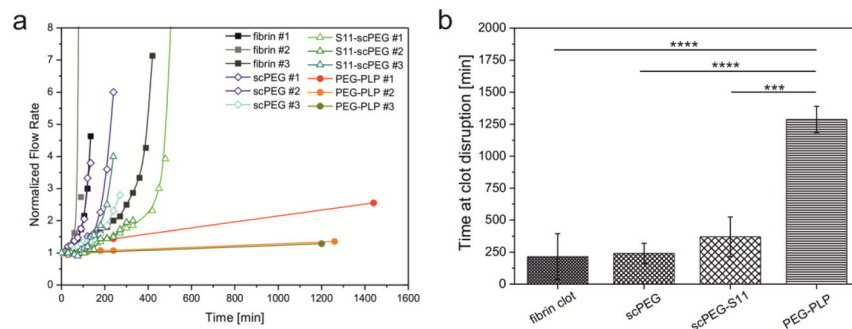 a
fibrin #1
fibrin #2
fibrin #3
scPEG #1
scPEG #2
scPEG #3
S11-scPEG #1
S11-scPEG #2
S11-scPEG #3
PEG-PLP #1
PEG-PLP #2
PEG-PLP #3
Normalized Flow Rate
8
7
6
5
4
3
2
1
0
0 200 400 600 800 1000 1200 1400 1600
Time [min]
b
Time at clot disruption [min]
2000
1750
1500
1250
1000
750
500
250
0
****
****
***
fibrin clot
scPEG
scPEG-S11
PEG-PLP